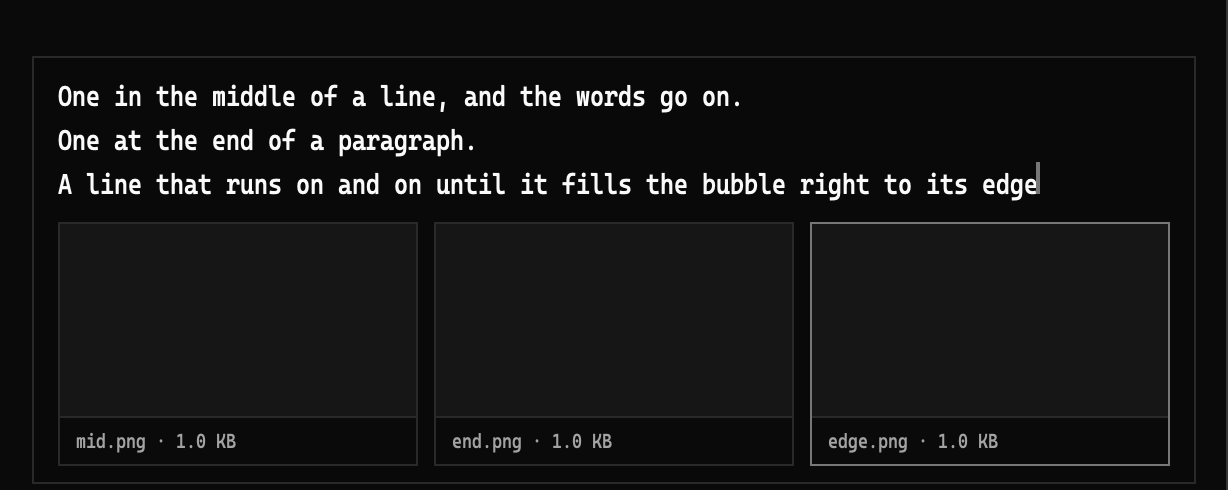 One in the middle of a line, and the words go on.
One at the end of a paragraph.
A line that runs on and on until it fills the bubble right to its edge
mid.png · 1.0 KB
end.png · 1.0 KB
edge.png · 1.0 KB